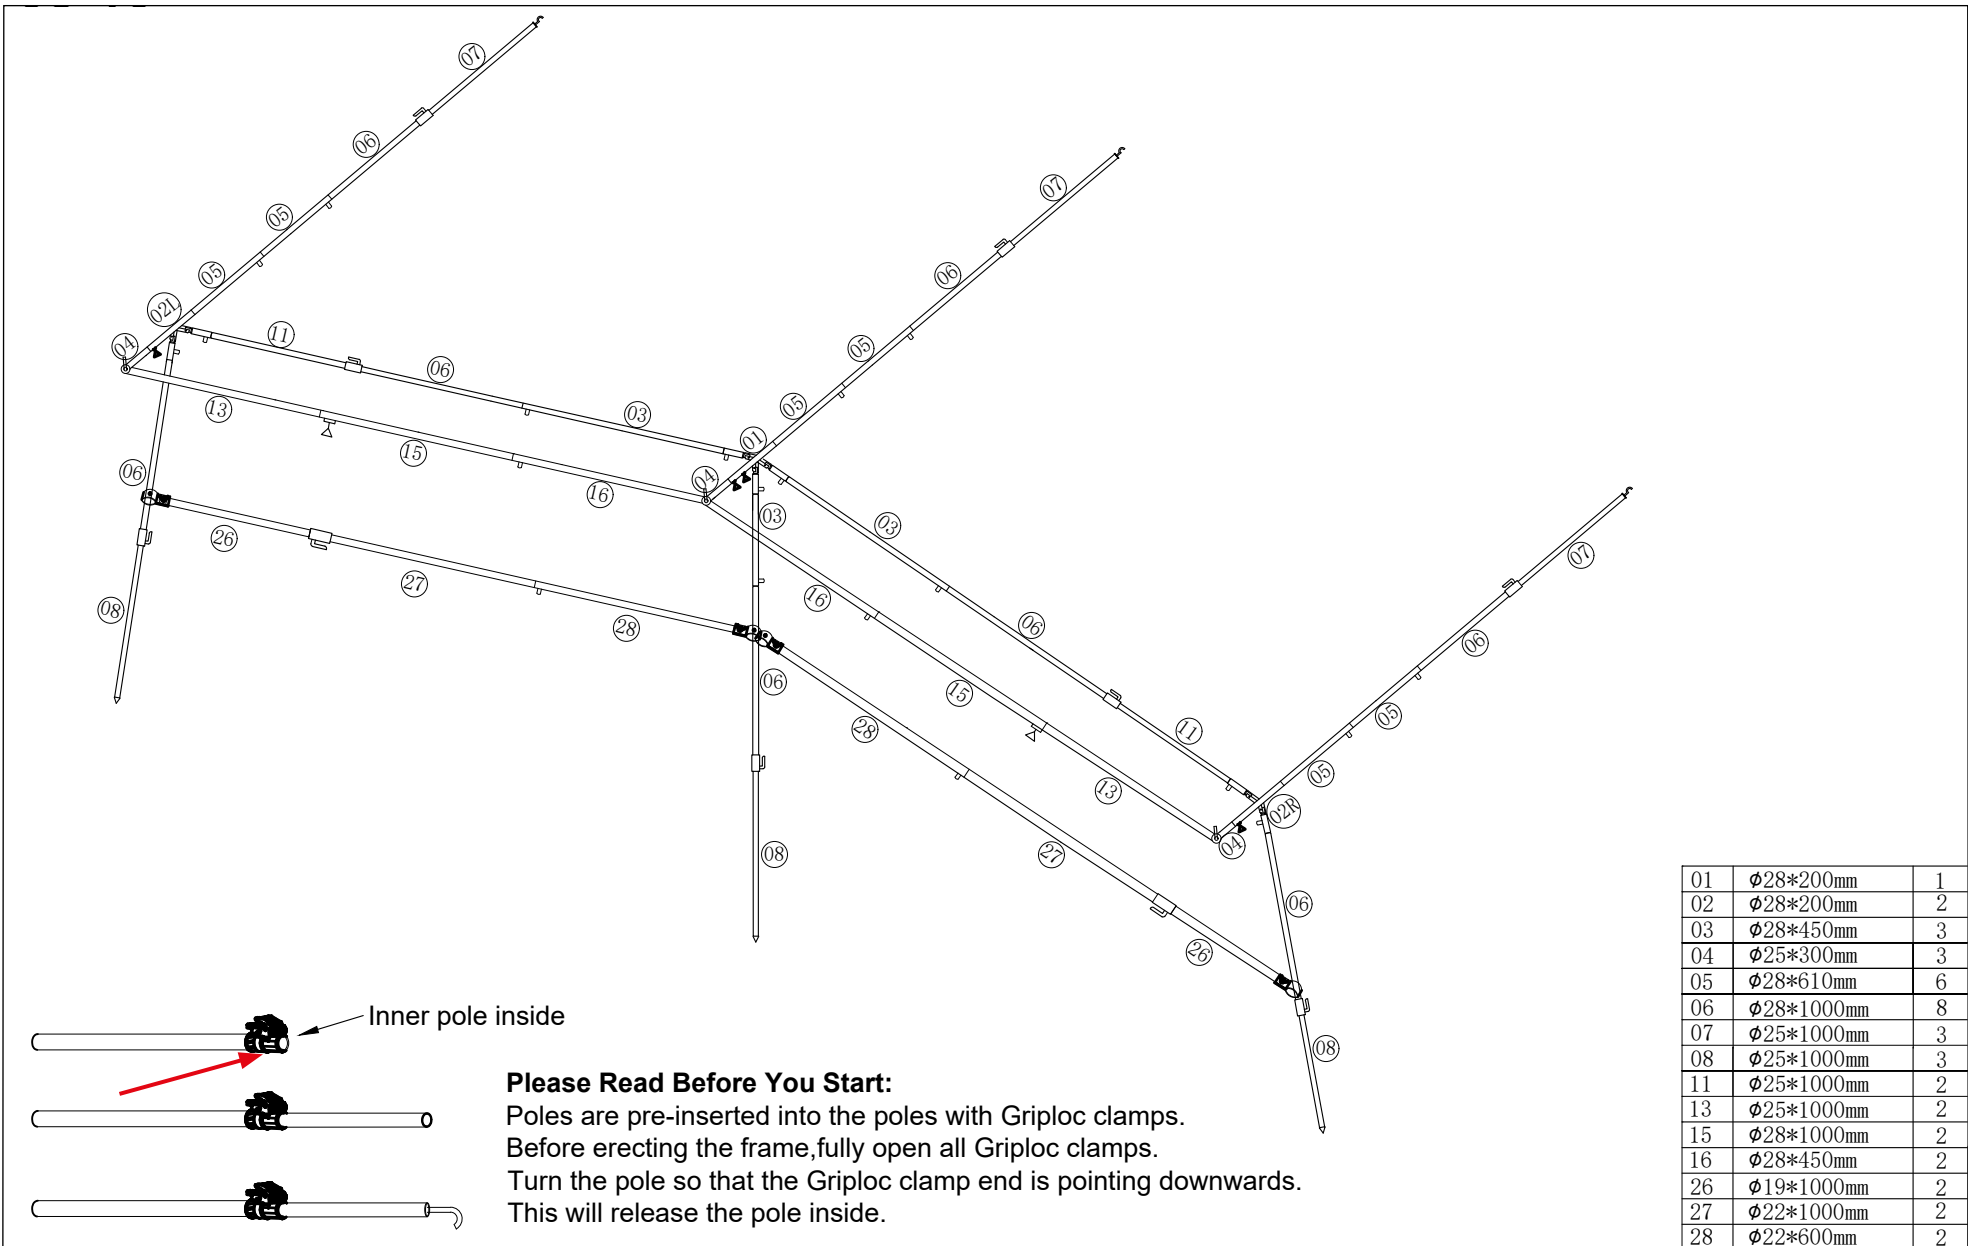 07
06
05
05
02L
04
11
06
03
01
13
15
16
04
06
26
27
28
08
07
06
05
05
03
03
16
06
15
11
13
06
28
27
26
08
07
06
05
05
02R
04
06
08
Inner pole inside
Please Read Before You Start:
Poles are pre-inserted into the poles with Griploc clamps.
Before erecting the frame,fully open all Griploc clamps.
Turn the pole so that the Griploc clamp end is pointing downwards.
This will release the pole inside.
01 ϕ28*200mm 1
02 ϕ28*200mm 2
03 ϕ28*450mm 3
04 ϕ25*300mm 3
05 ϕ28*610mm 6
06 ϕ28*1000mm 8
07 ϕ25*1000mm 3
08 ϕ25*1000mm 3
11 ϕ25*1000mm 2
13 ϕ25*1000mm 2
15 ϕ28*1000mm 2
16 ϕ28*450mm 2
26 ϕ19*1000mm 2
27 ϕ22*1000mm 2
28 ϕ22*600mm 2